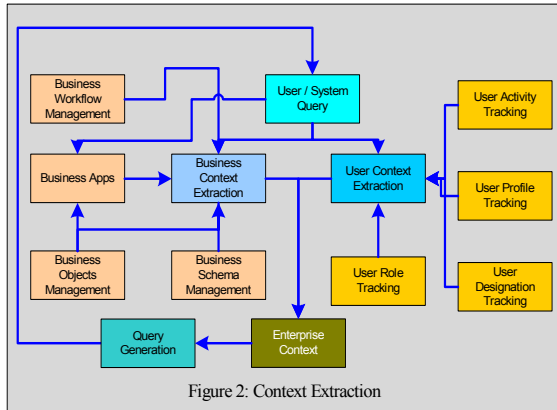 Business
Workflow
Management
User / System
Query
User Activity
Tracking
Business Apps
Business
Context
Extraction
User Context
Extraction
User Profile
Tracking
Business
Objects
Management
Business
Schema
Management
User Role
Tracking
User
Designation
Tracking
Query
Generation
Enterprise
Context
Figure 2: Context Extraction